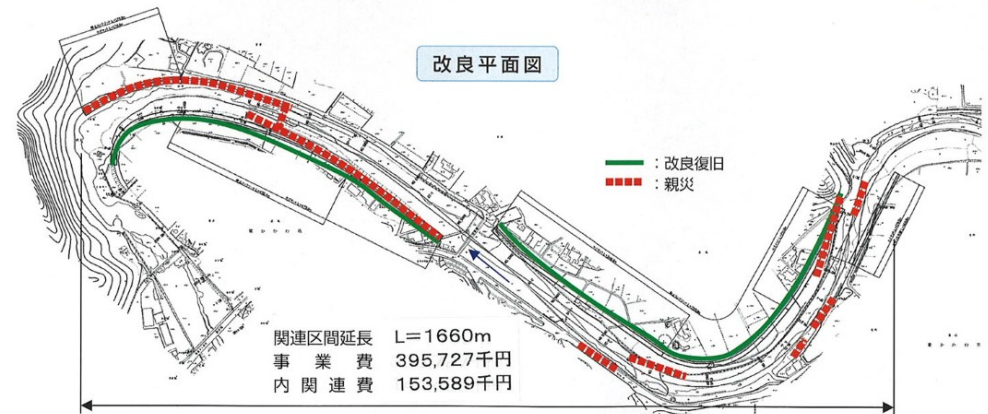 改良平面図
:改良復旧
:親災
関連区間延長 L=1660m
事業費 395,727千円
内関連費 153,589千円